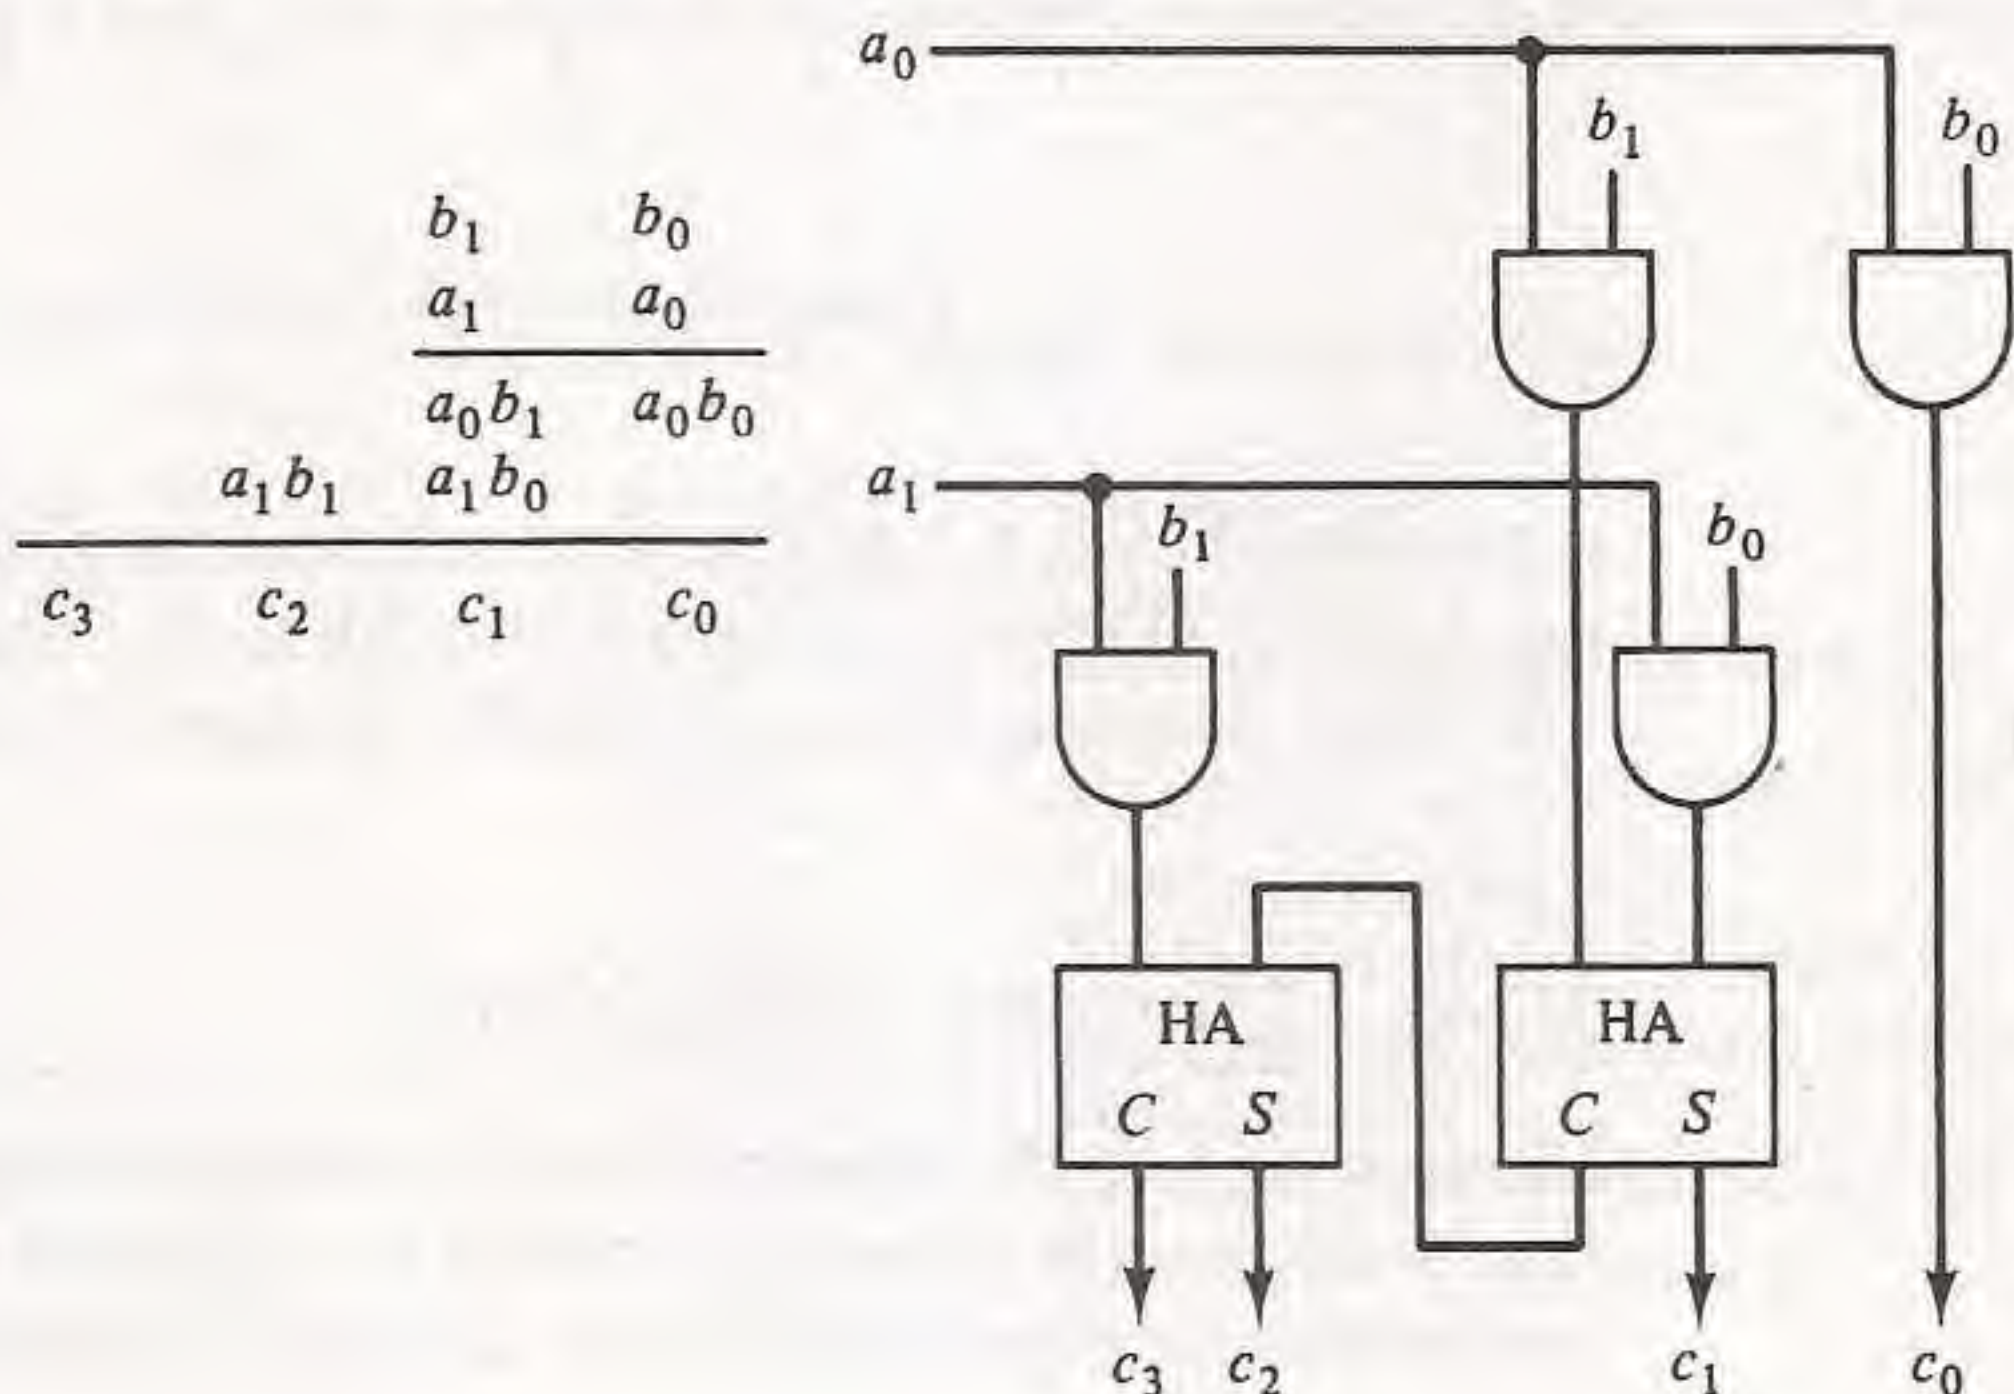 b₁ b₀
a₁ a₀
a₀b₁ a₀b₀
a₁b₁ a₁b₀
c₃ c₂ c₁ c₀
a₀
b₁ b₀
a₁
b₁ b₀
HA HA
C S C S
c₃ c₂ c₁ c₀